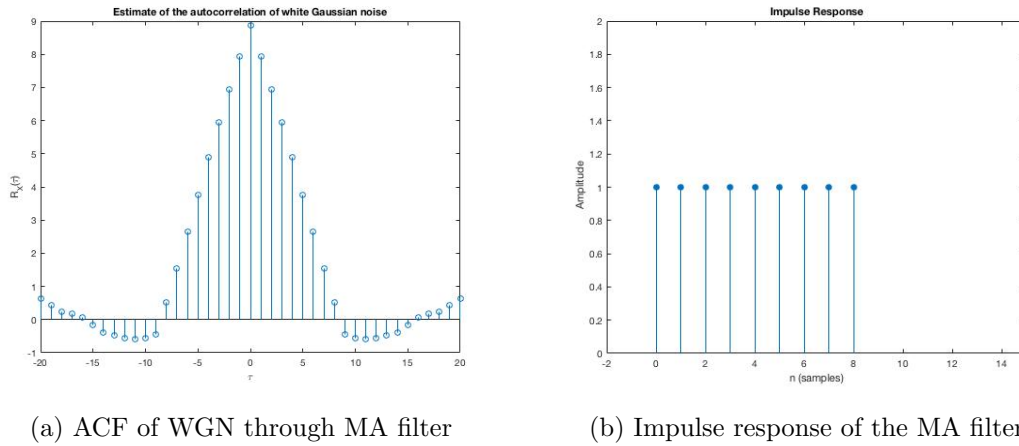 Estimate of the autocorrelation of white Gaussian noise
9
8
7
6
5
4
3
2
1
0
-1
R_X(τ)
-20 -15 -10 -5 0 5 10 15 20
τ
(a) ACF of WGN through MA filter
Impulse Response
2
1.8
1.6
1.4
1.2
1
0.8
0.6
0.4
0.2
0
Amplitude
-2 0 2 4 6 8 10 12 14
n (samples)
(b) Impulse response of the MA filter